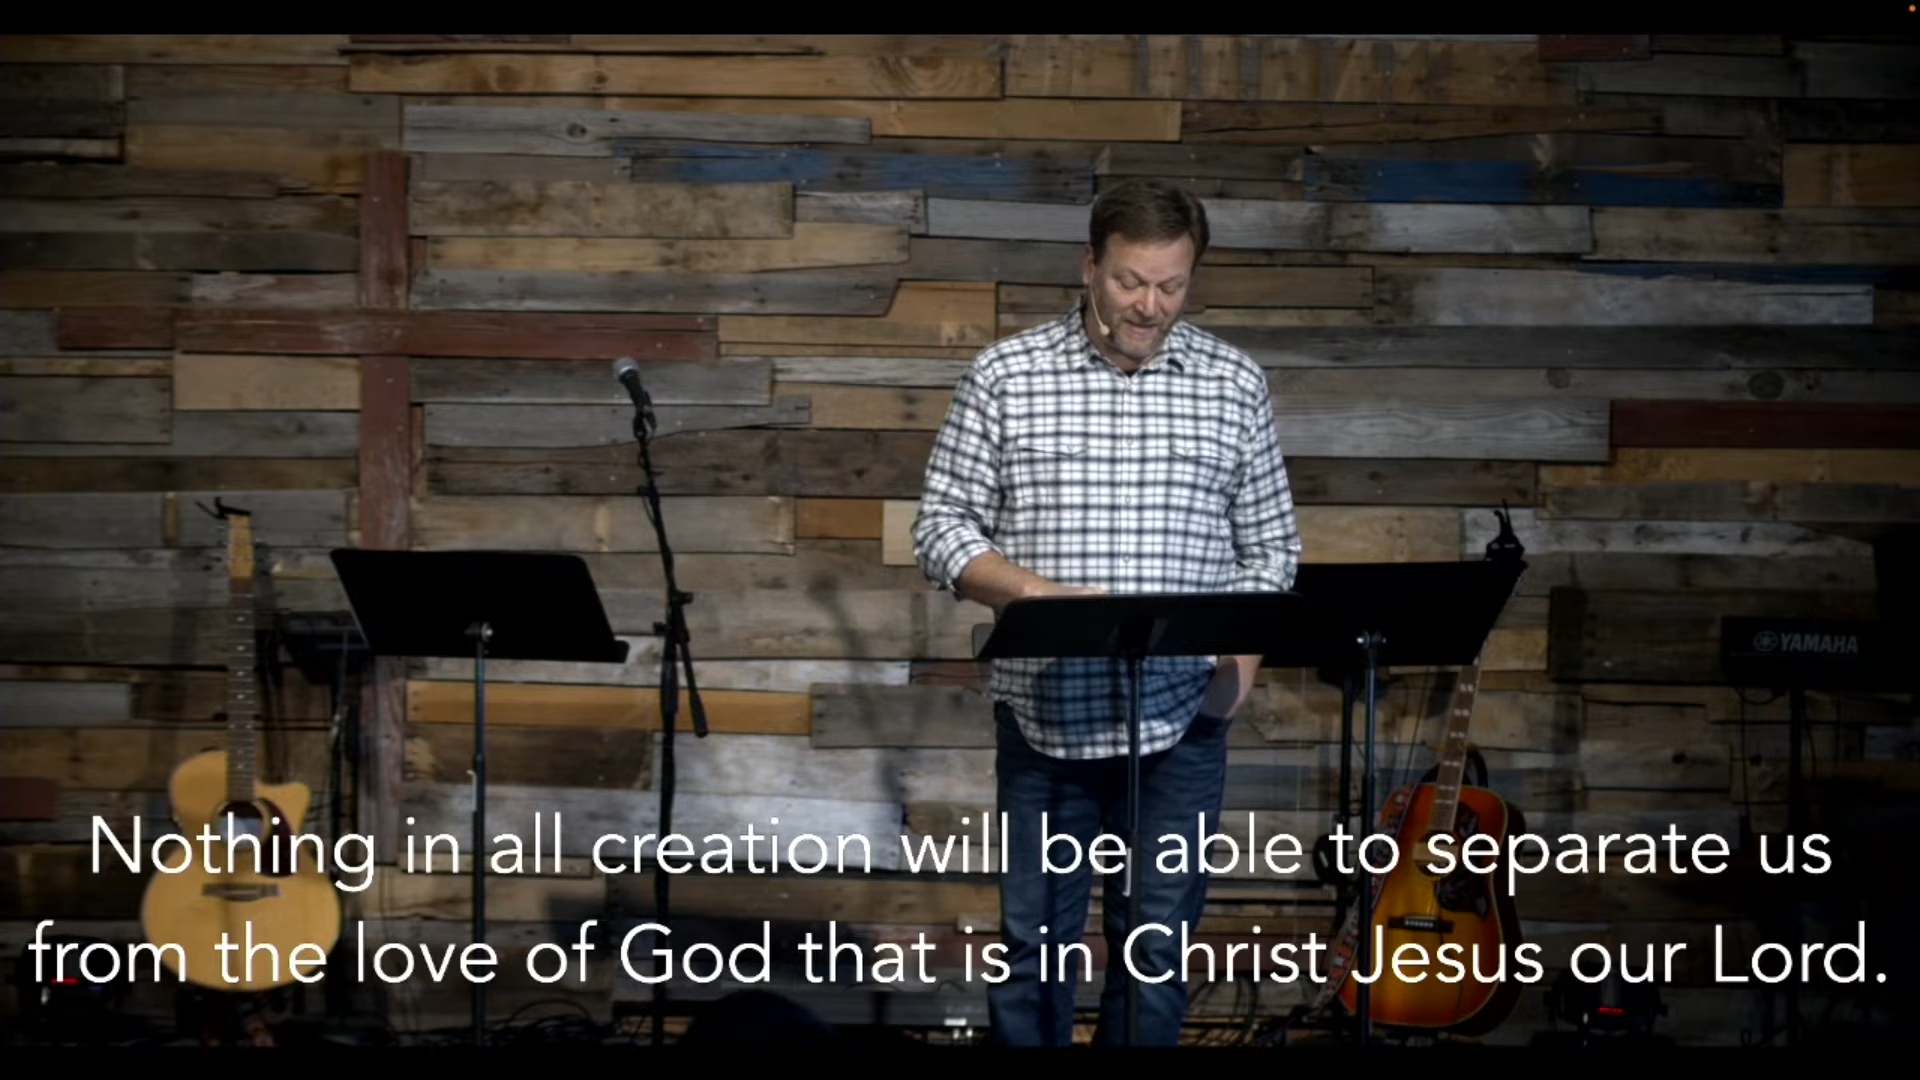 YAMAHA
Nothing in all creation will be able to separate us
from the love of God that is in Christ Jesus our Lord.